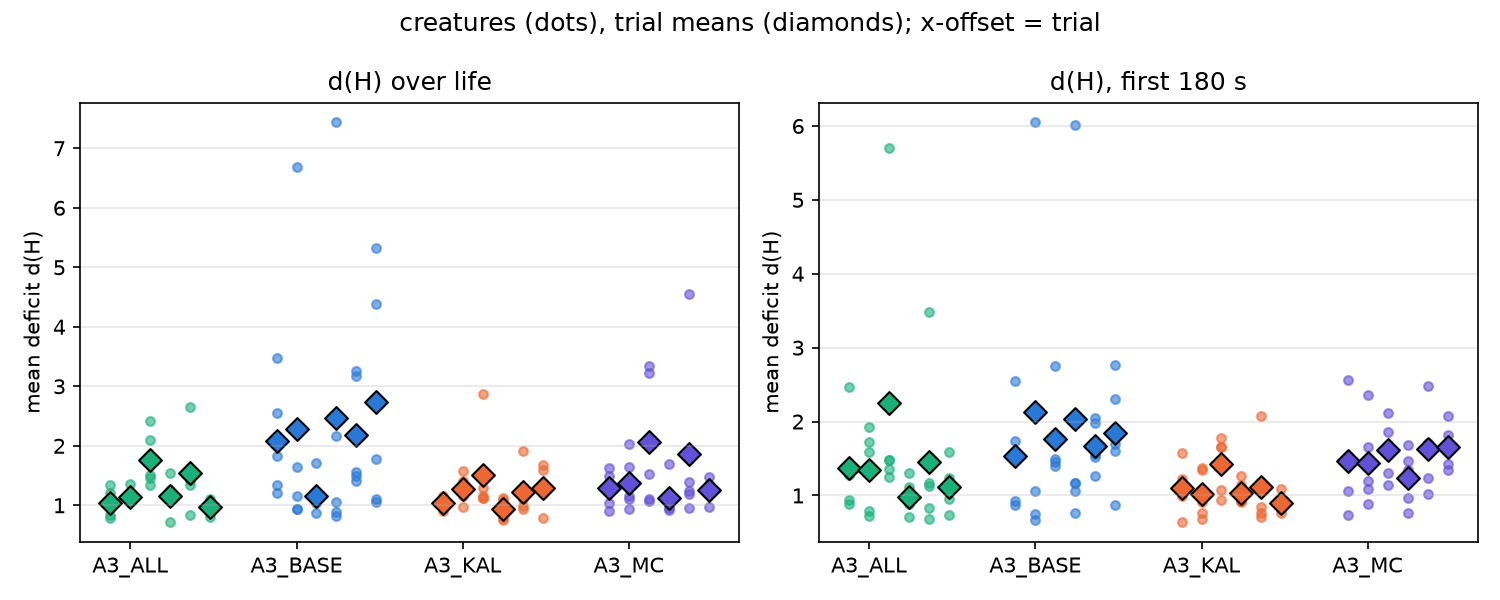 creatures (dots), trial means (diamonds); x-offset = trial
d(H) over life
mean deficit d(H)
7
6
5
4
3
2
1
A3_ALL A3_BASE A3_KAL A3_MC
d(H), first 180 s
mean deficit d(H)
6
5
4
3
2
1
A3_ALL A3_BASE A3_KAL A3_MC